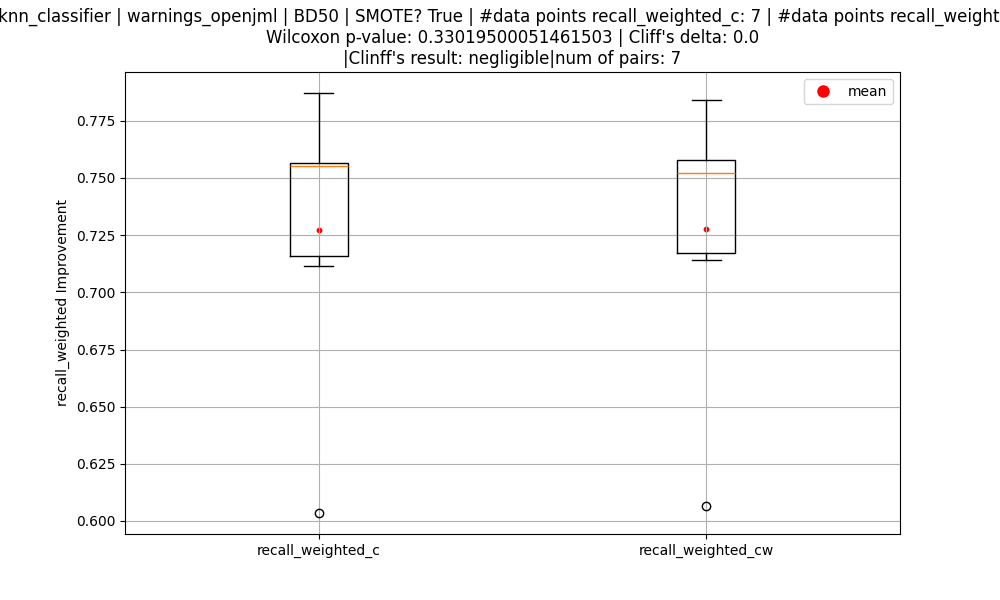 knn_classifier | warnings_openjml | BD50 | SMOTE? True | #data points recall_weighted_c: 7 | #data points recall_weight
Wilcoxon p-value: 0.33019500051461503 | Cliff's delta: 0.0
|Clinff's result: negligible|num of pairs: 7
mean
0.775
0.750
0.725
0.700
0.675
0.650
0.625
0.600
recall_weighted Improvement
recall_weighted_c
recall_weighted_cw